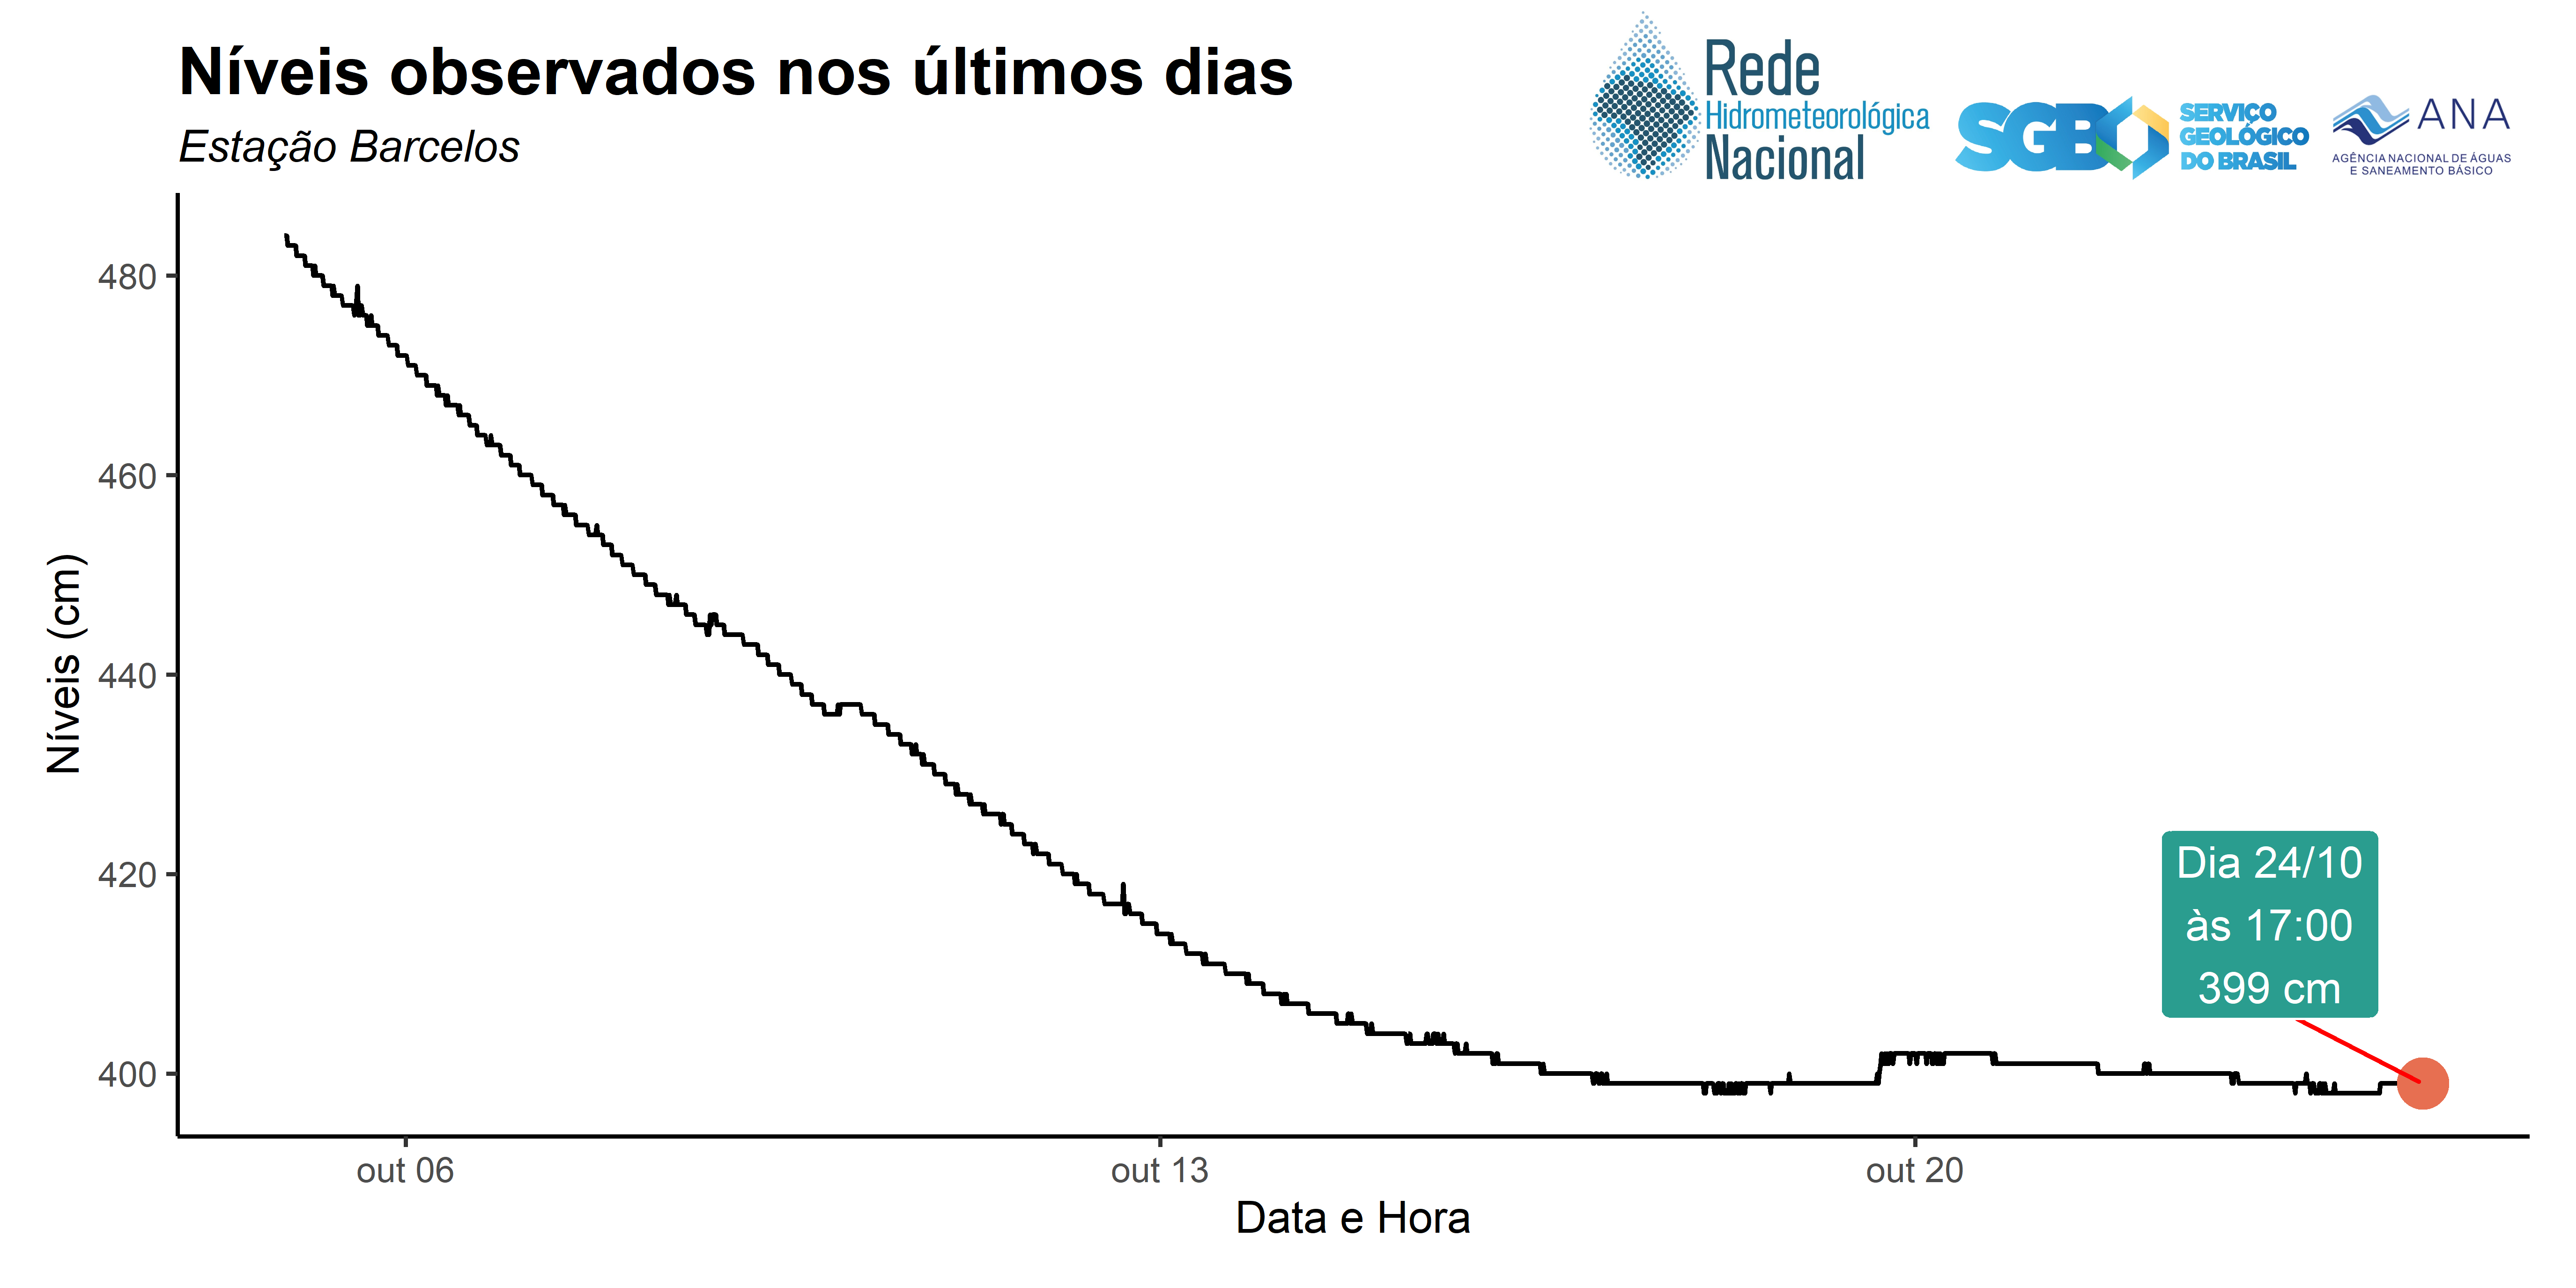 Níveis observados nos últimos dias
Estação Barcelos
Rede
Hidrometeorológica
Nacional
SGB
SERVIÇO
GEOLÓGICO
DO BRASIL
ANA
AGÊNCIA NACIONAL DE ÁGUAS
E SANEAMENTO BÁSICO
Níveis (cm)
480
460
440
420
400
Dia 24/10
às 17:00
399 cm
out 06
out 13
out 20
Data e Hora